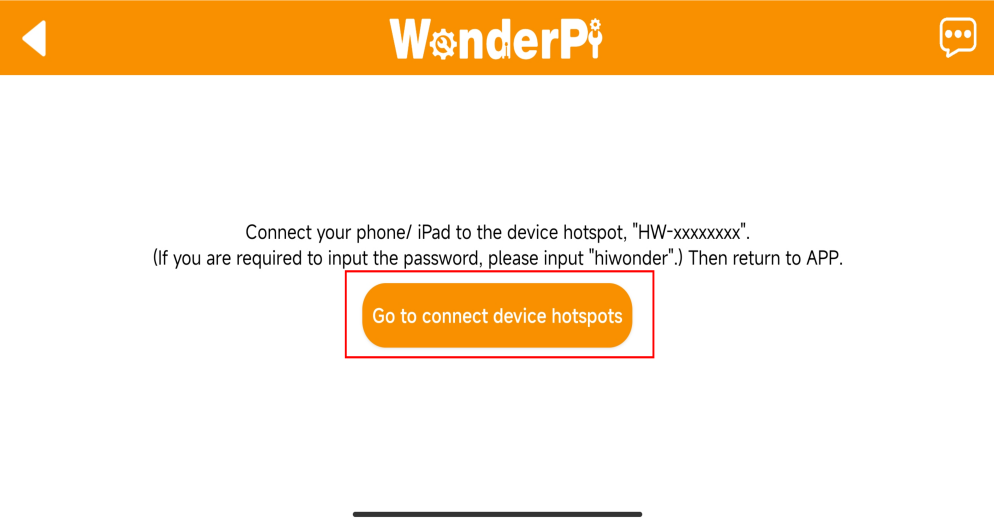 WonderPi
Connect your phone/ iPad to the device hotspot, "HW-xxxxxxxx".
(If you are required to input the password, please input "hiwonder".) Then return to APP.
Go to connect device hotspots